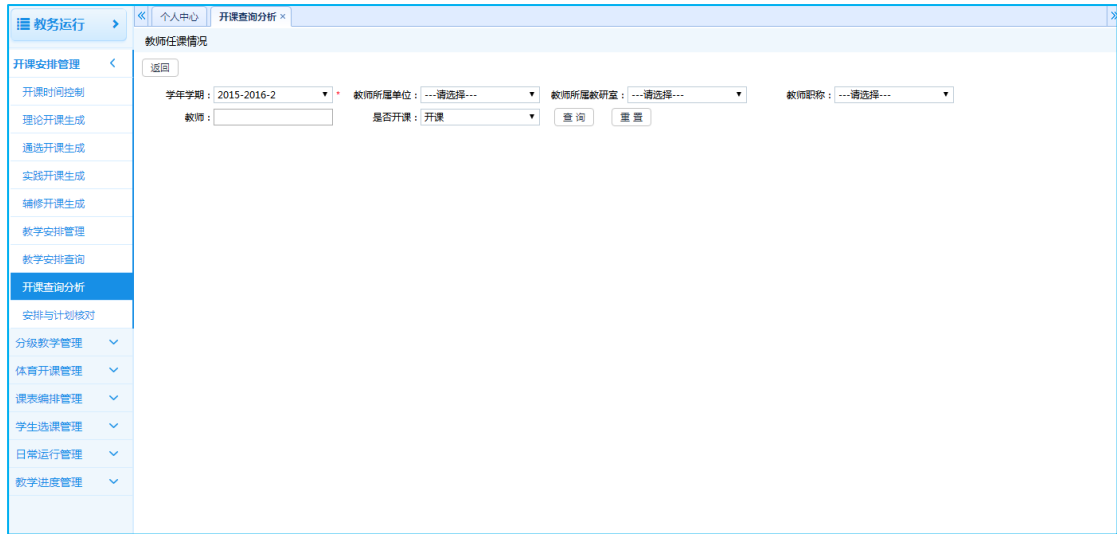 教务运行
开课安排管理
开课时间控制
理论开课生成
通选开课生成
实践开课生成
辅修开课生成
教学安排管理
教学安排查询
开课查询分析
安排与计划核对
分级教学管理
体育开课管理
课表编排管理
学生选课管理
日常运行管理
教学进度管理
个人中心 开课查询分析 ×
教师任课情况
返回
学年学期：2015-2016-2 * 教师所属单位：---请选择--- 教师所属教研室：---请选择--- 教师职称：---请选择---
教师： 是否开课：开课 查 询 重 置